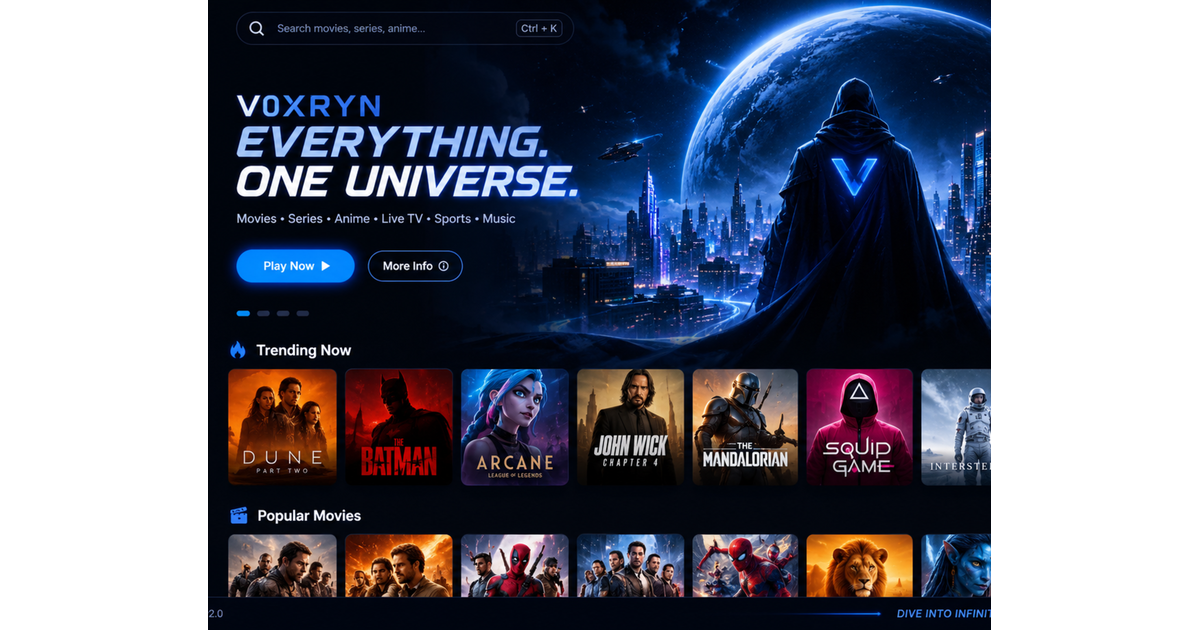 Search movies, series, anime...
Ctrl + K
V0XRYN
EVERYTHING.
ONE UNIVERSE.
Movies • Series • Anime • Live TV • Sports • Music
Play Now
More Info
Trending Now
DUNE
PART TWO
THE
BATMAN
ARCANE
LEAGUE OF LEGENDS
JOHN WICK
CHAPTER 4
THE
MANDALORIAN
SQUID
GAME
INTERSTE
Popular Movies
2.0
DIVE INTO INFINIT